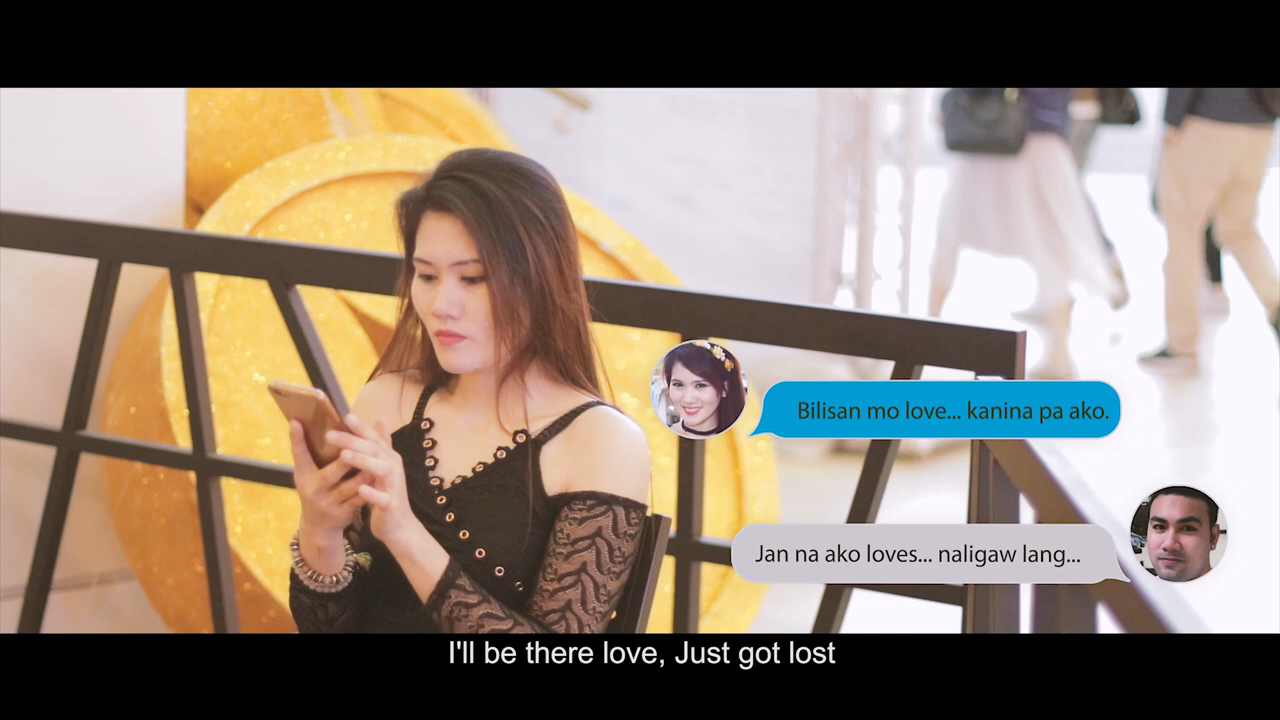 Bilisan mo love... kanina pa ako.
Jan na ako loves... naligaw lang...
I'll be there love, Just got lost